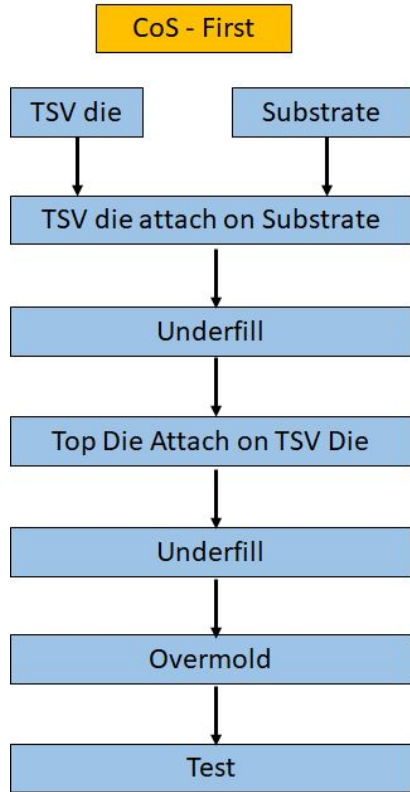 CoS - First
TSV die
Substrate
TSV die attach on Substrate
Underfill
Top Die Attach on TSV Die
Underfill
Overmold
Test